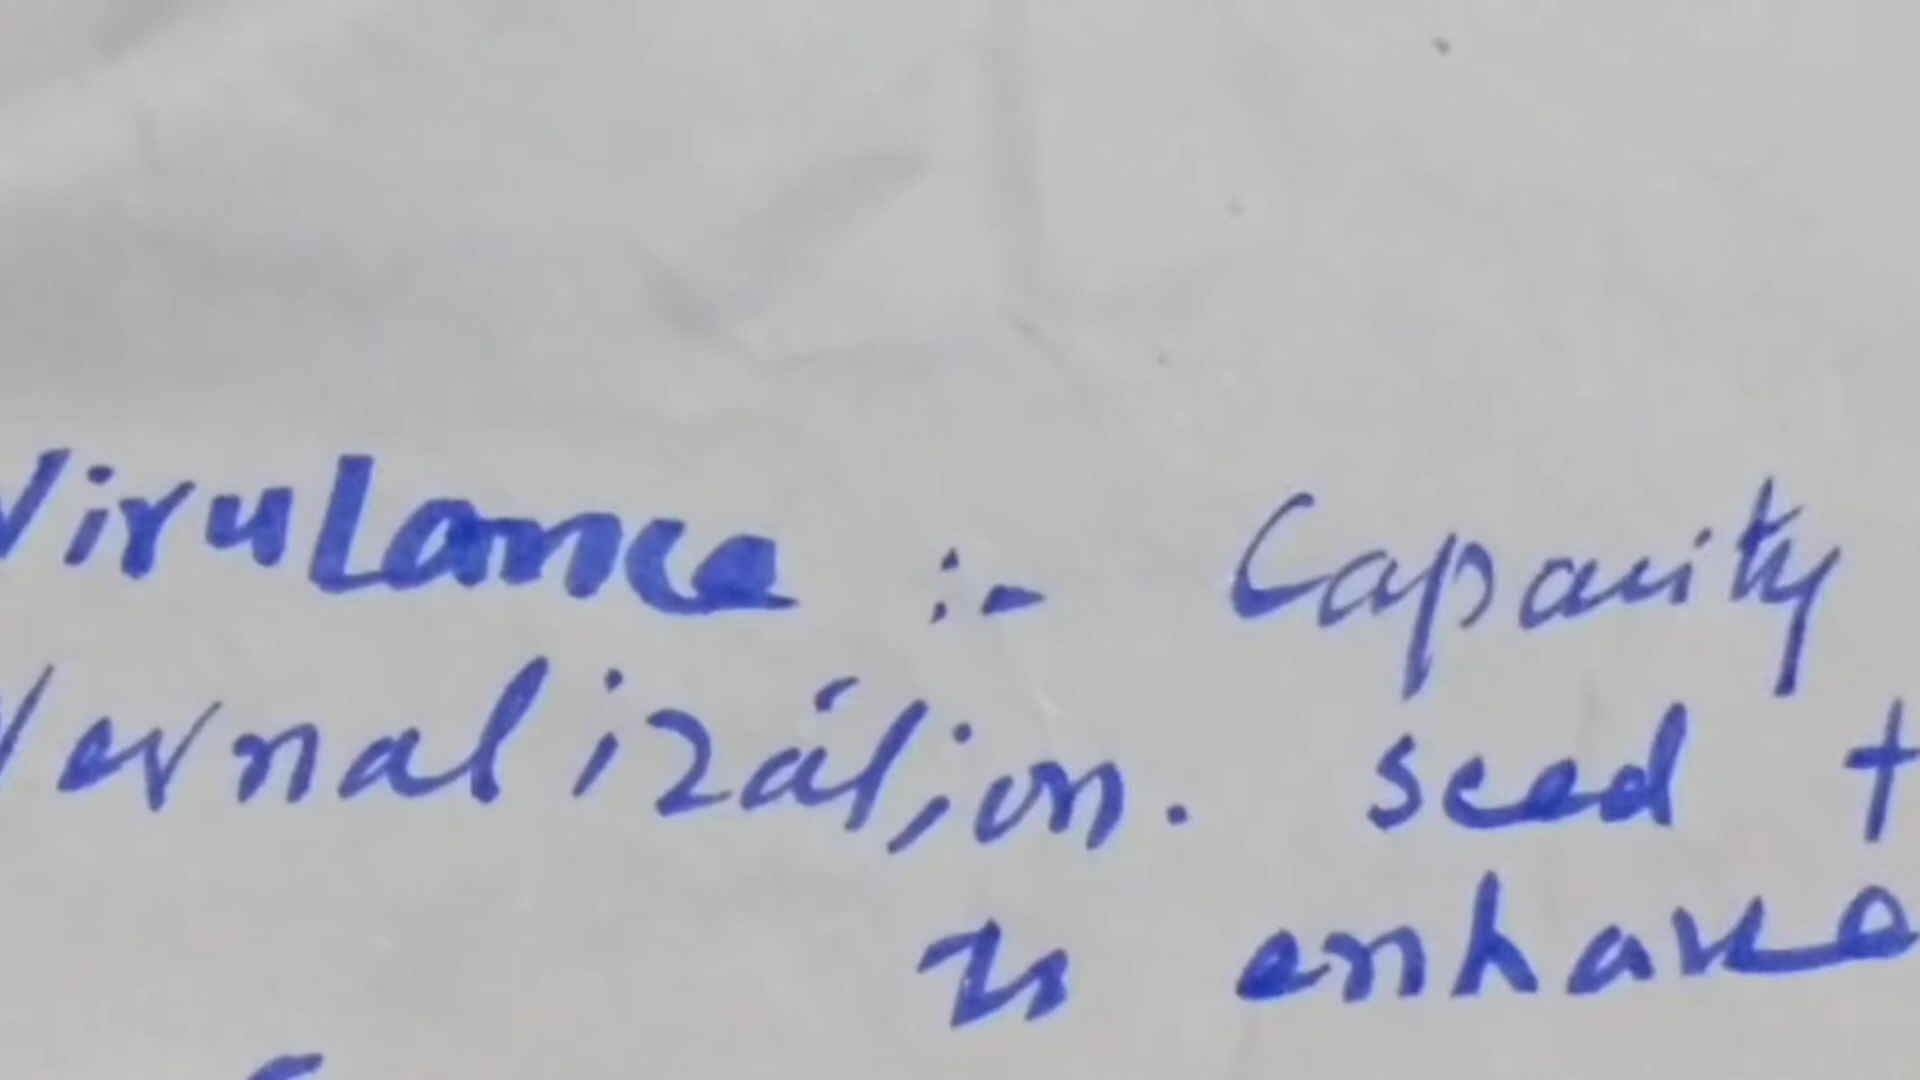 Virulance :- Capacity
Vernalization. seed t
is enhance